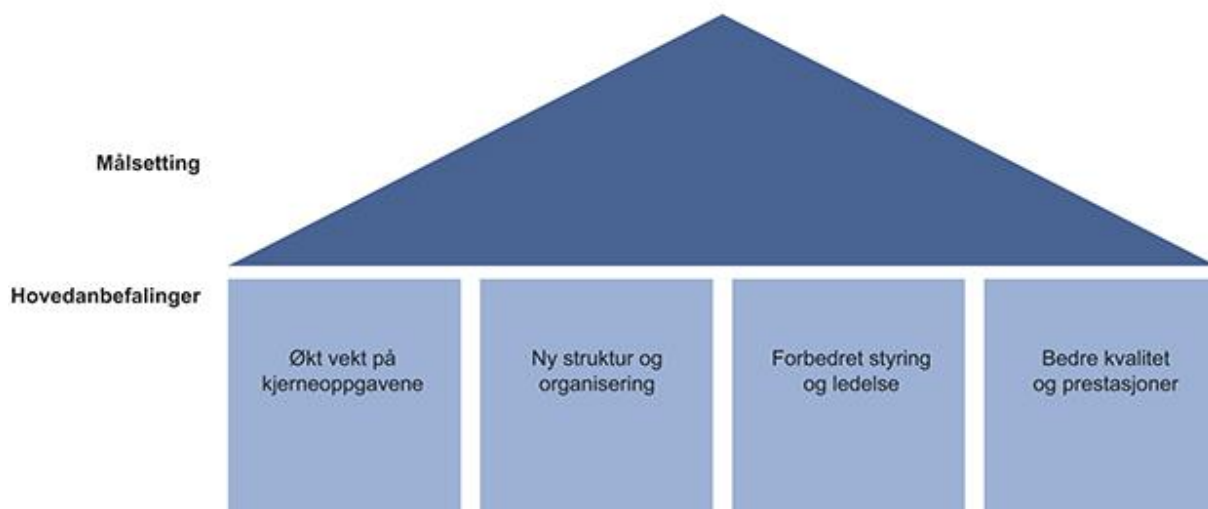 Målsetting
Hovedanbefalinger
Økt vekt på
kjerneoppgavene
Ny struktur og
organisering
Forbedret styring
og ledelse
Bedre kvalitet
og prestasjoner